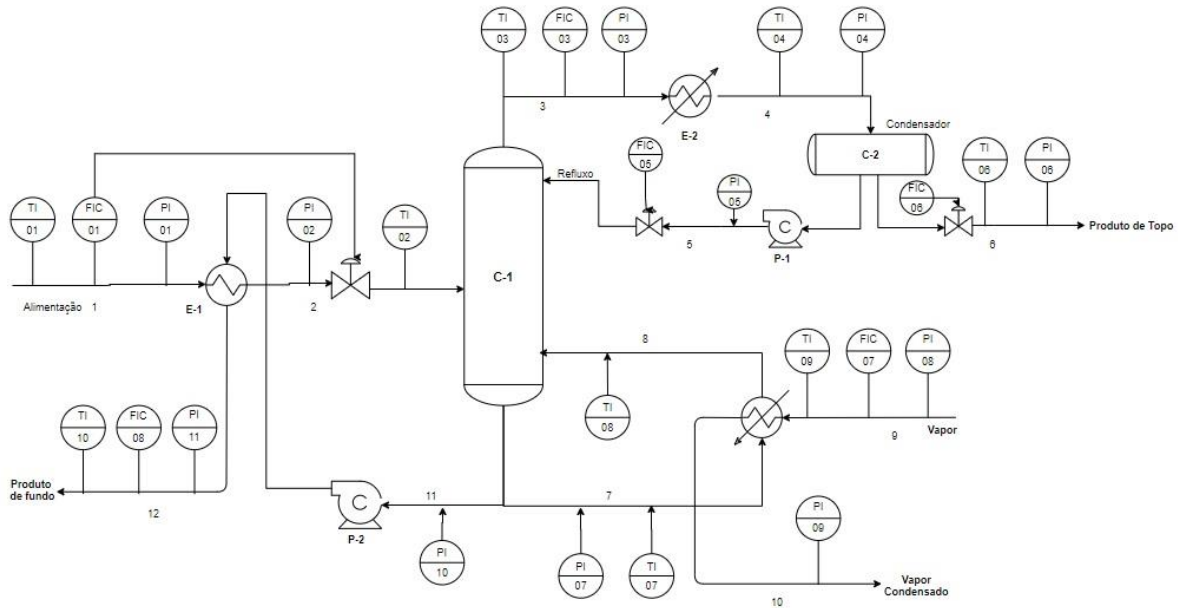 TI
03
FIC
03
PI
03
TI
04
PI
04
3
E-2
4
Condensador
C-2
FIC
05
Refluxo
PI
05
5
P-1
C
FIC
06
TI
06
PI
06
Produto de Topo
6
TI
01
FIC
01
PI
01
PI
02
TI
02
Alimentação
1
E-1
2
C-1
8
TI
08
TI
09
FIC
07
PI
08
9
Vapor
TI
10
FIC
08
PI
11
Produto
de fundo
12
C
P-2
11
PI
10
7
PI
07
TI
07
PI
09
10
Vapor
Condensado